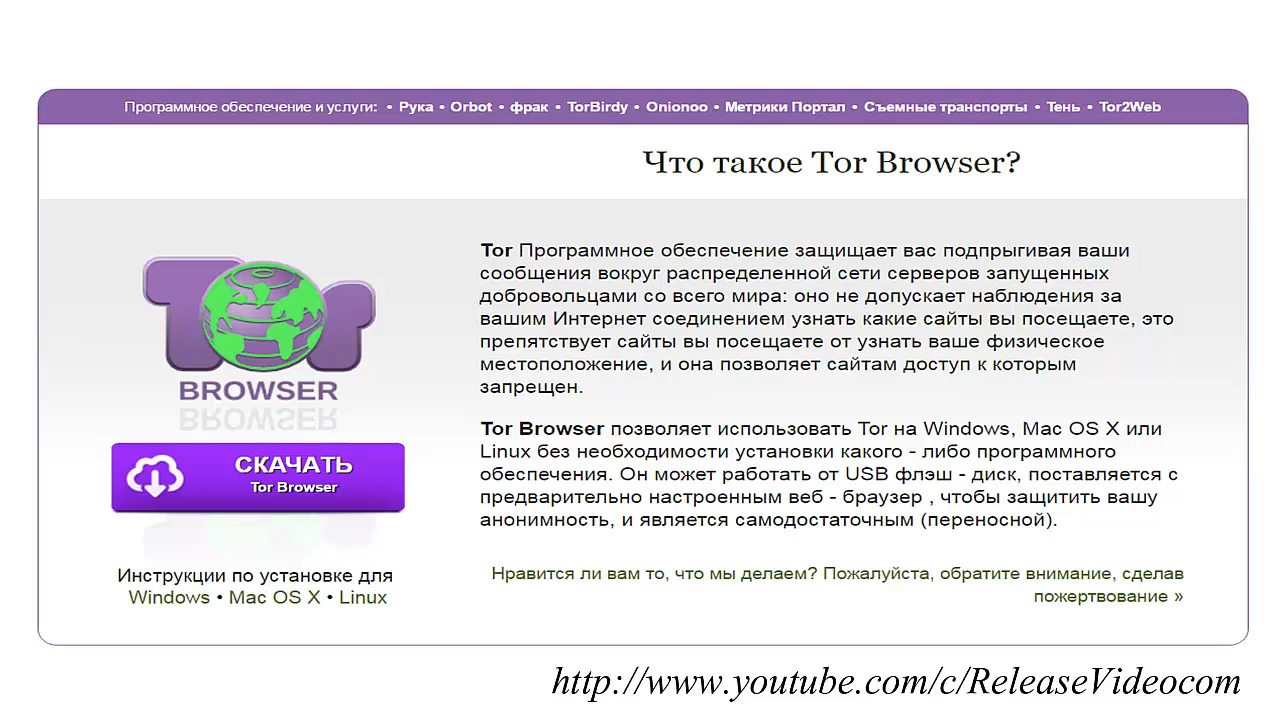 Программное обеспечение и услуги: • Рука • Orbot • фрак • TorBirdy • Onionoo • Метрики Портал • Съемные транспорты • Тень • Tor2Web
Что такое Tor Browser?
Tor
BROWSER
СКАЧАТЬ
Tor Browser
Инструкции по установке для
Windows • Mac OS X • Linux
Tor Программное обеспечение защищает вас подпрыгивая ваши
сообщения вокруг распределенной сети серверов запущенных
добровольцами со всего мира: оно не допускает наблюдения за
вашим Интернет соединением узнать какие сайты вы посещаете, это
препятствует сайты вы посещаете от узнать ваше физическое
местоположение, и она позволяет сайтам доступ к которым
запрещен.
Tor Browser позволяет использовать Tor на Windows, Mac OS X или
Linux без необходимости установки какого - либо программного
обеспечения. Он может работать от USB флэш - диск, поставляется с
предварительно настроенным веб - браузер , чтобы защитить вашу
анонимность, и является самодостаточным (переносной).
Нравится ли вам то, что мы делаем? Пожалуйста, обратите внимание, сделав
пожертвование »
http://www.youtube.com/c/ReleaseVideocom